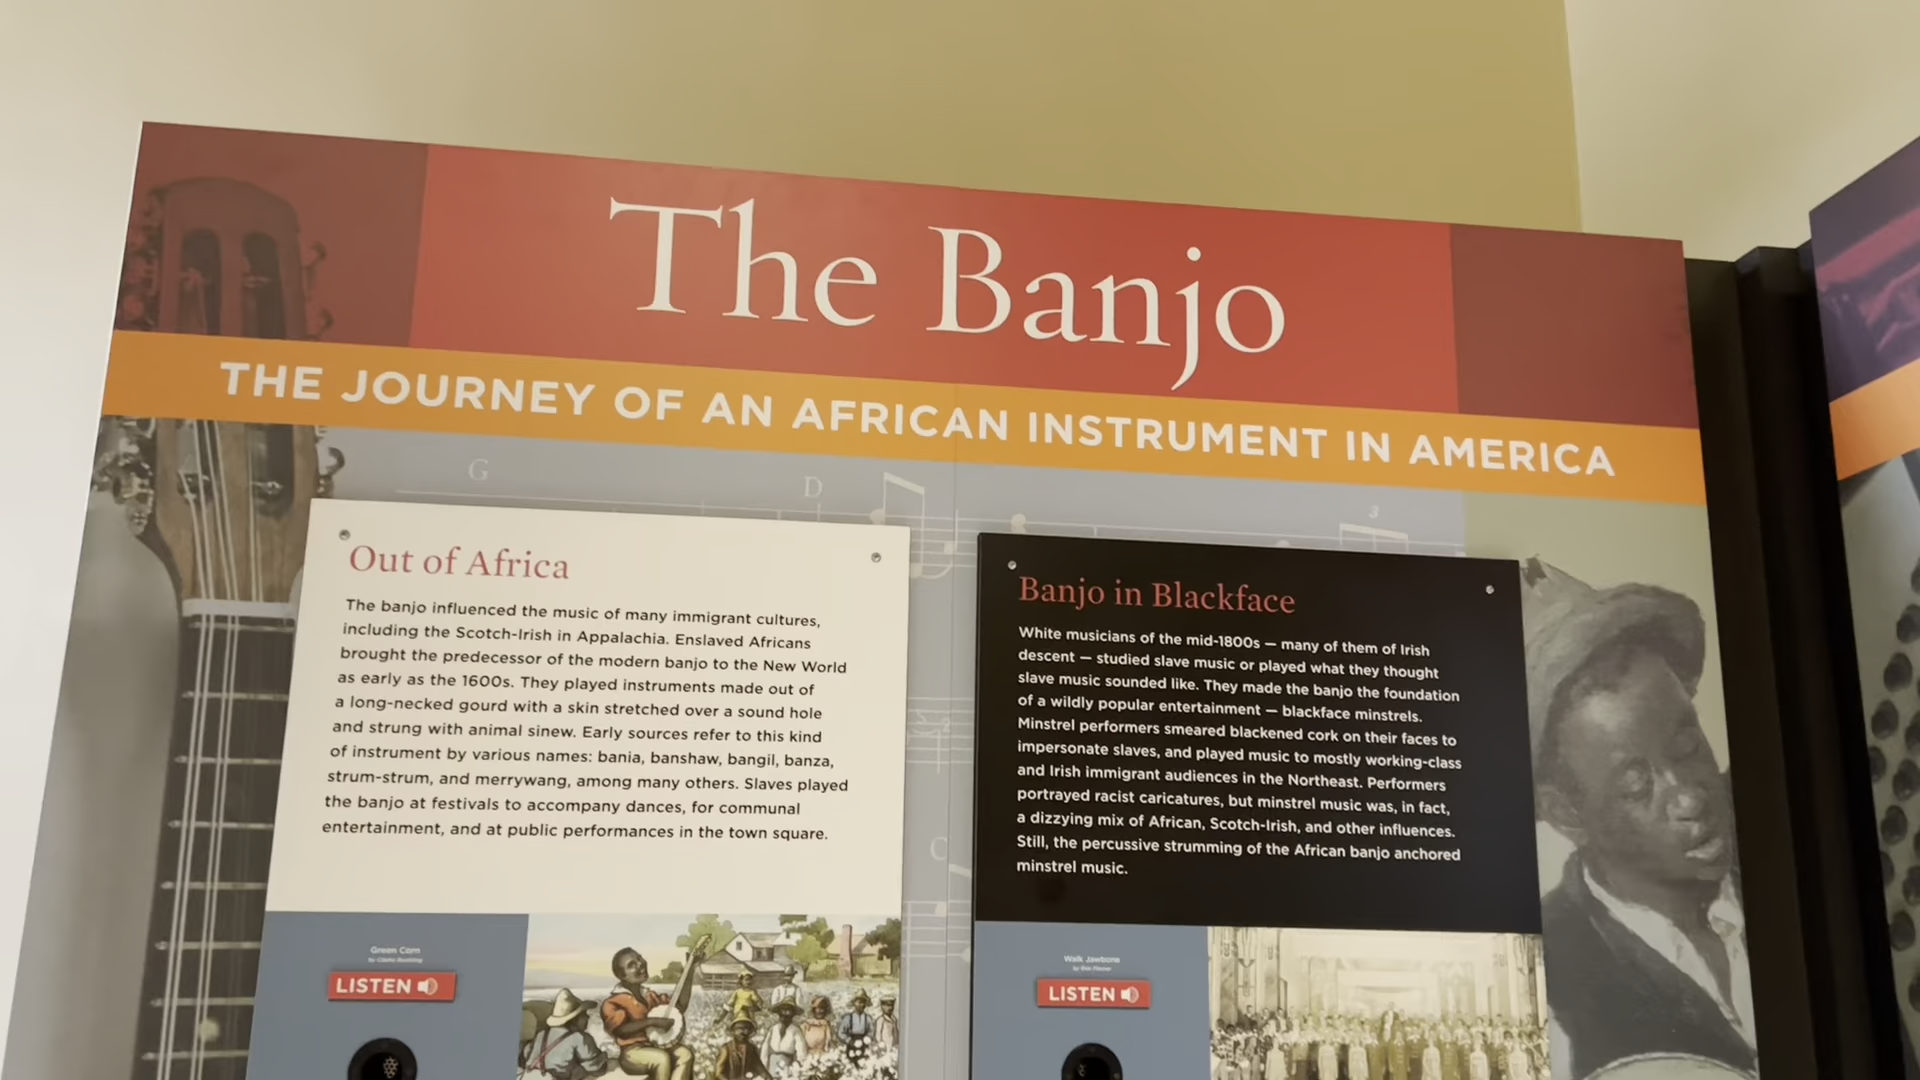 The Banjo
THE JOURNEY OF AN AFRICAN INSTRUMENT IN AMERICA
G
D
3
Out of Africa
The banjo influenced the music of many immigrant cultures,
including the Scotch-Irish in Appalachia. Enslaved Africans
brought the predecessor of the modern banjo to the New World
as early as the 1600s. They played instruments made out of
a long-necked gourd with a skin stretched over a sound hole
and strung with animal sinew. Early sources refer to this kind
of instrument by various names: bania, banshaw, bangil, banza,
strum-strum, and merrywang, among many others. Slaves played
the banjo at festivals to accompany dances, for communal
entertainment, and at public performances in the town square.
Green Corn
LISTEN
Banjo in Blackface
White musicians of the mid-1800s — many of them of Irish
descent — studied slave music or played what they thought
slave music sounded like. They made the banjo the foundation
of a wildly popular entertainment — blackface minstrels.
Minstrel performers smeared blackened cork on their faces to
impersonate slaves, and played music to mostly working-class
and Irish immigrant audiences in the Northeast. Performers
portrayed racist caricatures, but minstrel music was, in fact,
a dizzying mix of African, Scotch-Irish, and other influences.
Still, the percussive strumming of the African banjo anchored
minstrel music.
C
Walk Jawbone
LISTEN